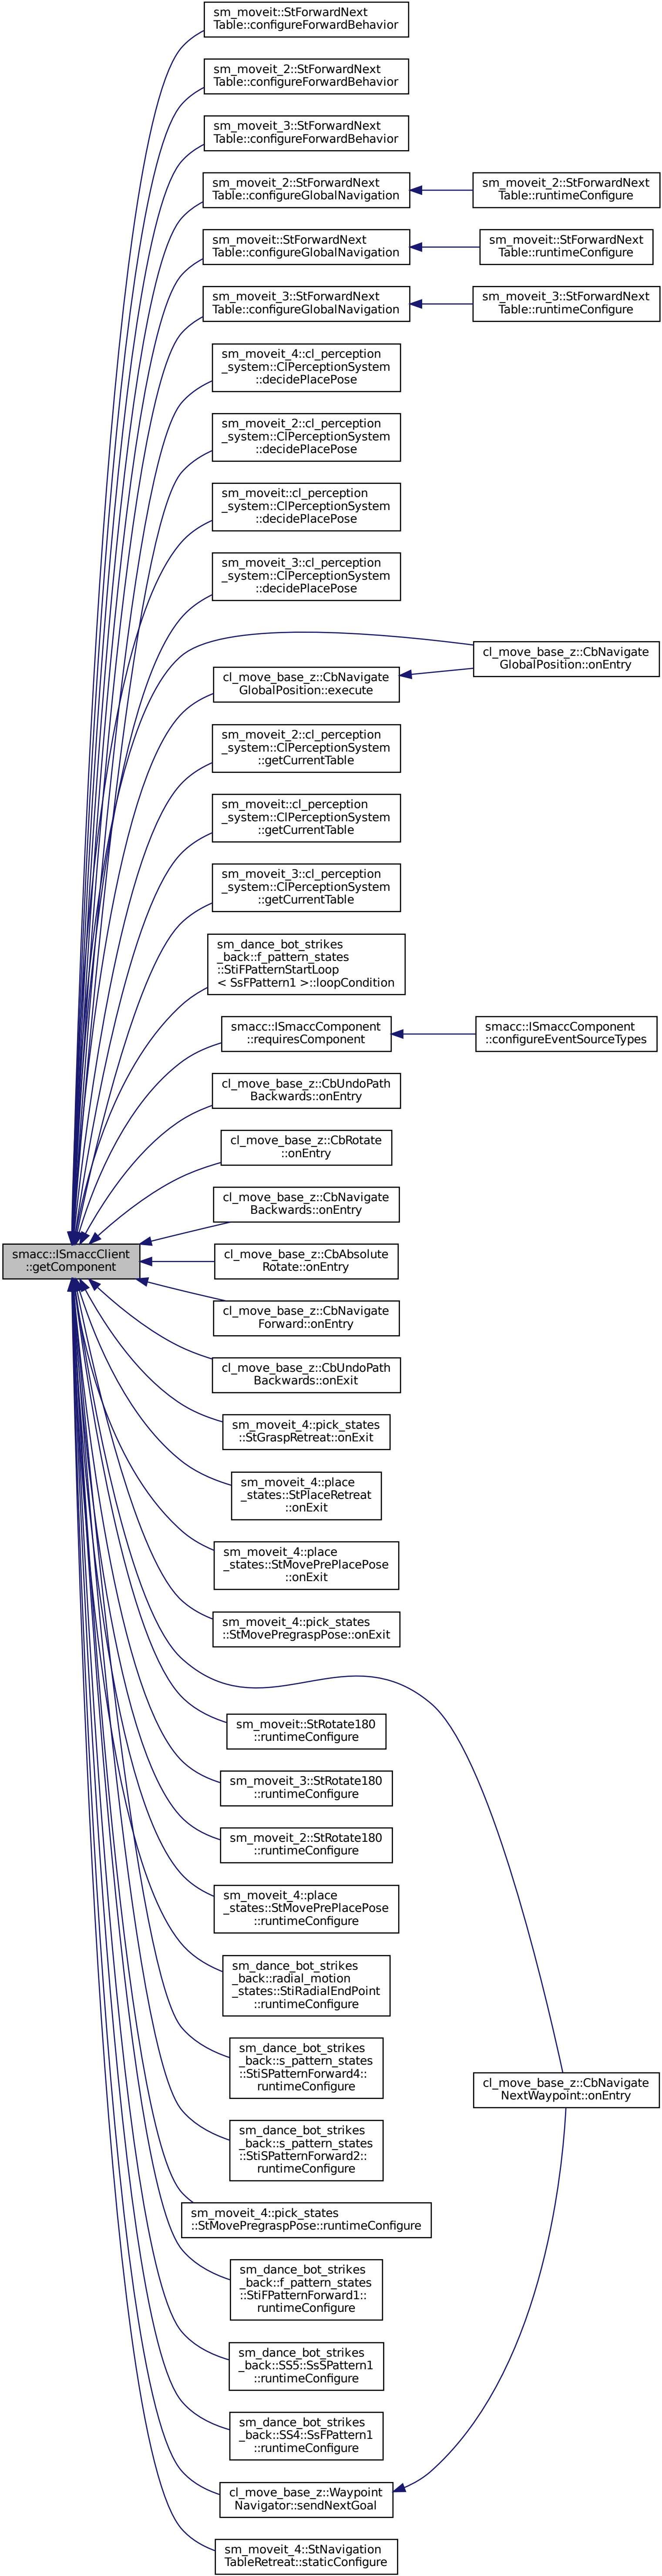 sm_moveit::StForwardNext
Table::configureForwardBehavior
sm_moveit_2::StForwardNext
Table::configureForwardBehavior
sm_moveit_3::StForwardNext
Table::configureForwardBehavior
sm_moveit_2::StForwardNext
Table::configureGlobalNavigation
sm_moveit_2::StForwardNext
Table::runtimeConfigure
sm_moveit::StForwardNext
Table::configureGlobalNavigation
sm_moveit::StForwardNext
Table::runtimeConfigure
sm_moveit_3::StForwardNext
Table::configureGlobalNavigation
sm_moveit_3::StForwardNext
Table::runtimeConfigure
sm_moveit_4::cl_perception
_system::ClPerceptionSystem
::decidePlacePose
sm_moveit_2::cl_perception
_system::ClPerceptionSystem
::decidePlacePose
sm_moveit::cl_perception
_system::ClPerceptionSystem
::decidePlacePose
sm_moveit_3::cl_perception
_system::ClPerceptionSystem
::decidePlacePose
cl_move_base_z::CbNavigate
GlobalPosition::onEntry
cl_move_base_z::CbNavigate
GlobalPosition::execute
sm_moveit_2::cl_perception
_system::ClPerceptionSystem
::getCurrentTable
sm_moveit::cl_perception
_system::ClPerceptionSystem
::getCurrentTable
sm_moveit_3::cl_perception
_system::ClPerceptionSystem
::getCurrentTable
sm_dance_bot_strikes
_back::f_pattern_states
::StiFPatternStartLoop
< SsFPattern1 >::loopCondition
smacc::ISmaccComponent
::requiresComponent
smacc::ISmaccComponent
::configureEventSourceTypes
cl_move_base_z::CbUndoPath
Backwards::onEntry
cl_move_base_z::CbRotate
::onEntry
cl_move_base_z::CbNavigate
Backwards::onEntry
smacc::ISmaccClient
::getComponent
cl_move_base_z::CbAbsolute
Rotate::onEntry
cl_move_base_z::CbNavigate
Forward::onEntry
cl_move_base_z::CbUndoPath
Backwards::onExit
sm_moveit_4::pick_states
::StGraspRetreat::onExit
sm_moveit_4::place
_states::StPlaceRetreat
::onExit
sm_moveit_4::place
_states::StMovePrePlacePose
::onExit
sm_moveit_4::pick_states
::StMovePregraspPose::onExit
sm_moveit::StRotate180
::runtimeConfigure
sm_moveit_3::StRotate180
::runtimeConfigure
sm_moveit_2::StRotate180
::runtimeConfigure
sm_moveit_4::place
_states::StMovePrePlacePose
::runtimeConfigure
sm_dance_bot_strikes
_back::radial_motion
_states::StiRadialEndPoint
::runtimeConfigure
sm_dance_bot_strikes
_back::s_pattern_states
::StiSPatternForward4::
runtimeConfigure
cl_move_base_z::CbNavigate
NextWaypoint::onEntry
sm_dance_bot_strikes
_back::s_pattern_states
::StiSPatternForward2::
runtimeConfigure
sm_moveit_4::pick_states
::StMovePregraspPose::runtimeConfigure
sm_dance_bot_strikes
_back::f_pattern_states
::StiFPatternForward1::
runtimeConfigure
sm_dance_bot_strikes
_back::SS5::SsSPattern1
::runtimeConfigure
sm_dance_bot_strikes
_back::SS4::SsFPattern1
::runtimeConfigure
cl_move_base_z::Waypoint
Navigator::sendNextGoal
sm_moveit_4::StNavigation
TableRetreat::staticConfigure